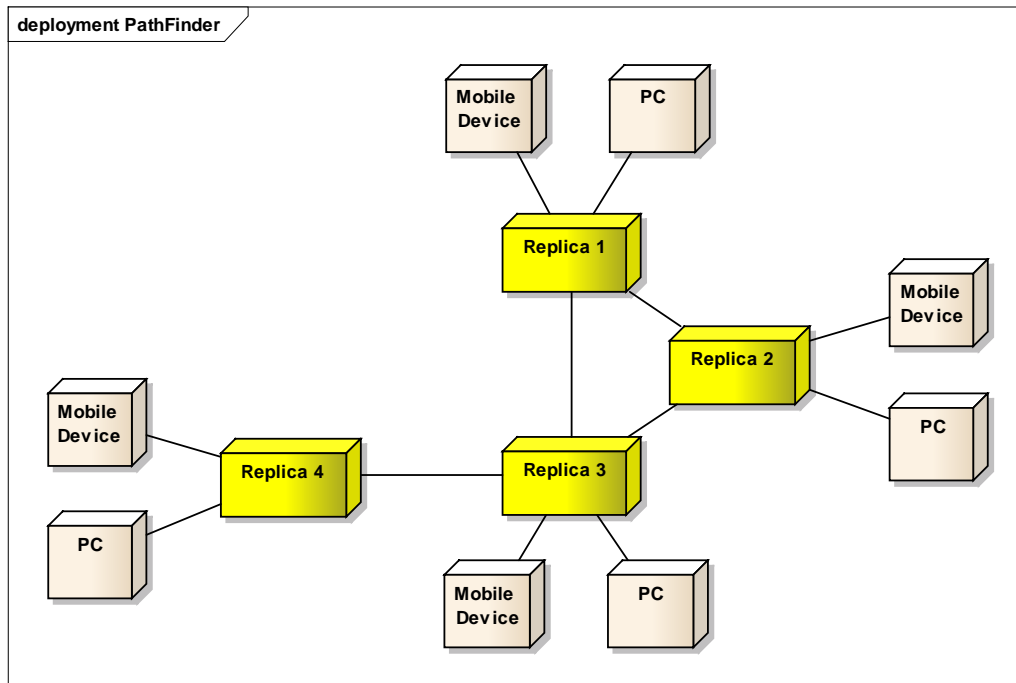 deployment PathFinder
Mobile
Device
PC
Replica 1
Mobile
Device
Replica 2
PC
Mobile
Device
Replica 4
Replica 3
PC
Mobile
Device
PC